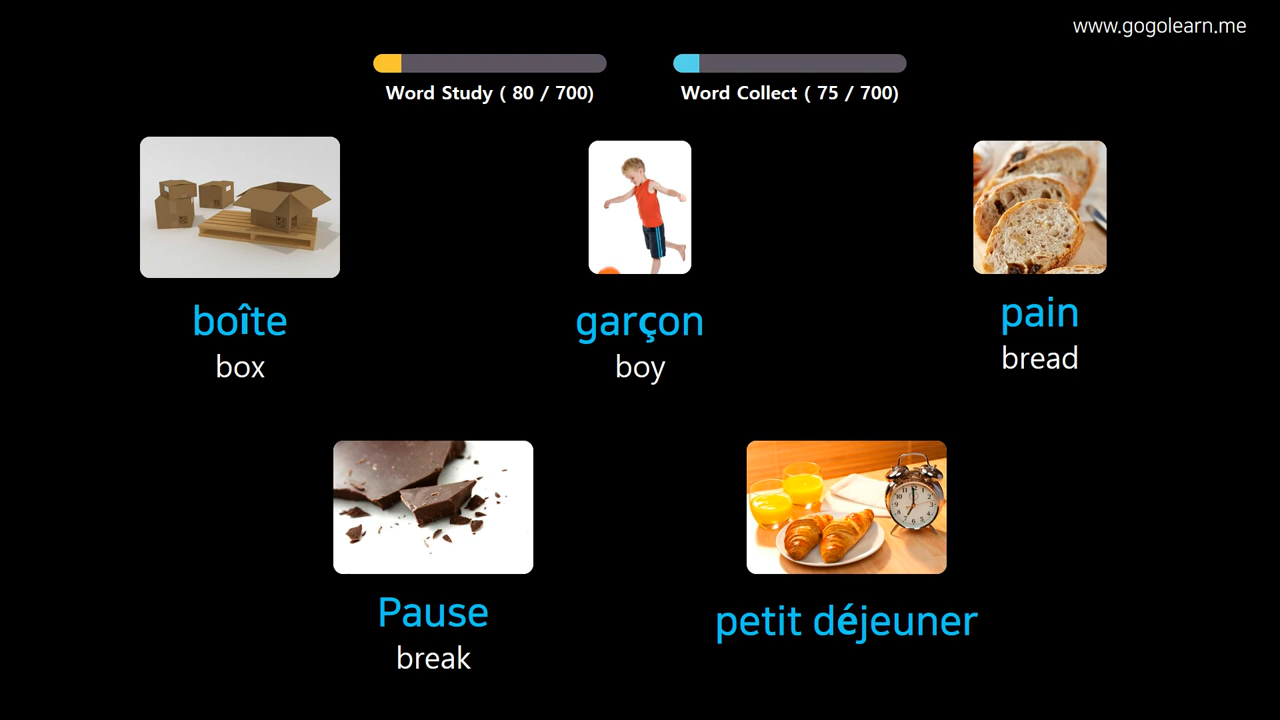 www.gogolearn.me
Word Study ( 80 / 700)
Word Collect ( 75 / 700)
boîte
box
garçon
boy
pain
bread
Pause
break
petit déjeuner